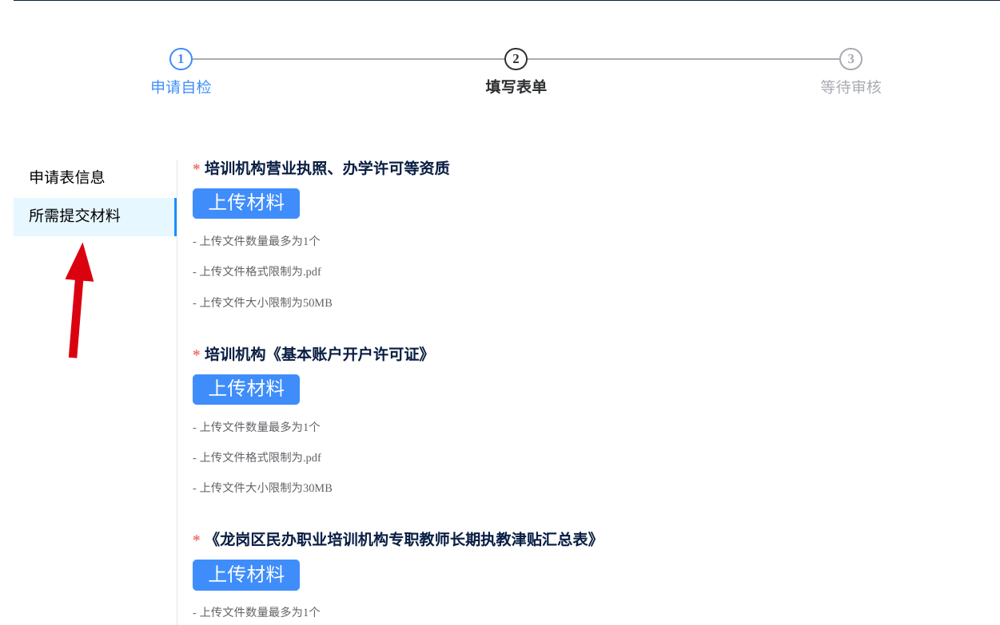 1
2
3
申请自检
填写表单
等待审核
申请表信息
所需提交材料
* 培训机构营业执照、办学许可等资质
上传材料
- 上传文件数量最多为1个
- 上传文件格式限制为.pdf
- 上传文件大小限制为50MB
* 培训机构《基本账户开户许可证》
上传材料
- 上传文件数量最多为1个
- 上传文件格式限制为.pdf
- 上传文件大小限制为30MB
* 《龙岗区民办职业培训机构专职教师长期执教津贴汇总表》
上传材料
- 上传文件数量最多为1个